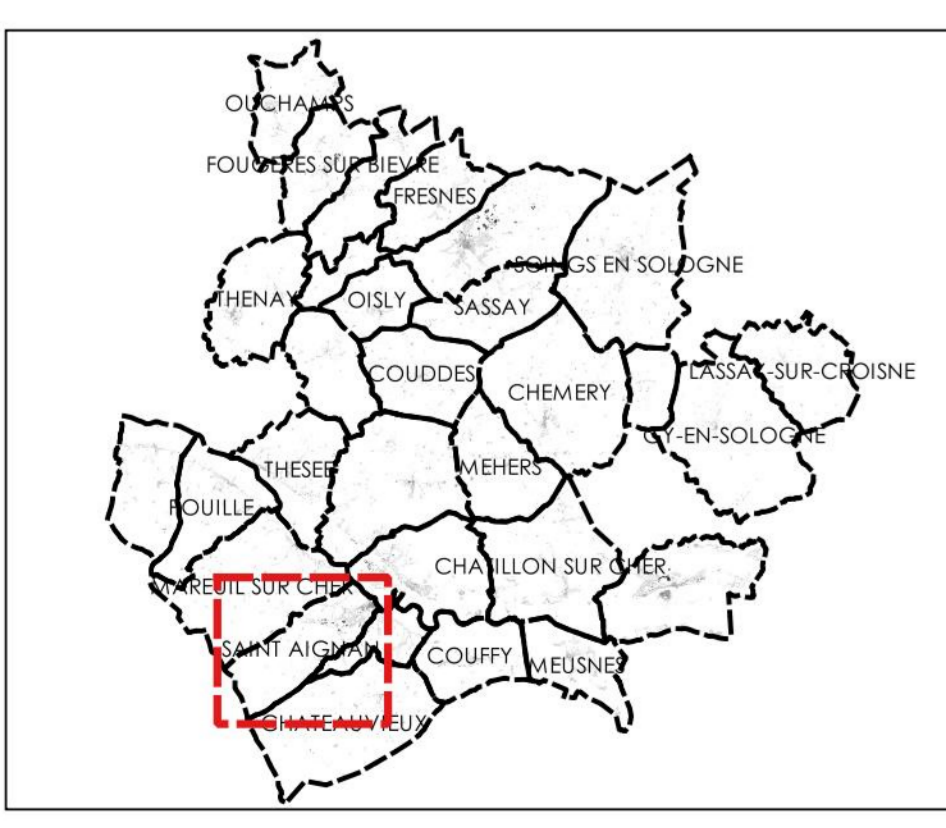 OUCHAMPS
FOUGERES SUR BIEVRE
FRESNES
SOINGS EN SOLOGNE
THENAY
OISLY
SASSAY
LASSAY-SUR-CROISNE
COUDDES
CHEMERY
GY-EN-SOLOGNE
THESEE
MEHERS
POUILLE
CHATILLON SUR CHER
MAREUIL SUR CHER
SAINT AIGNAN
COUFFY
MEUSNES
CHATEAUVIEUX